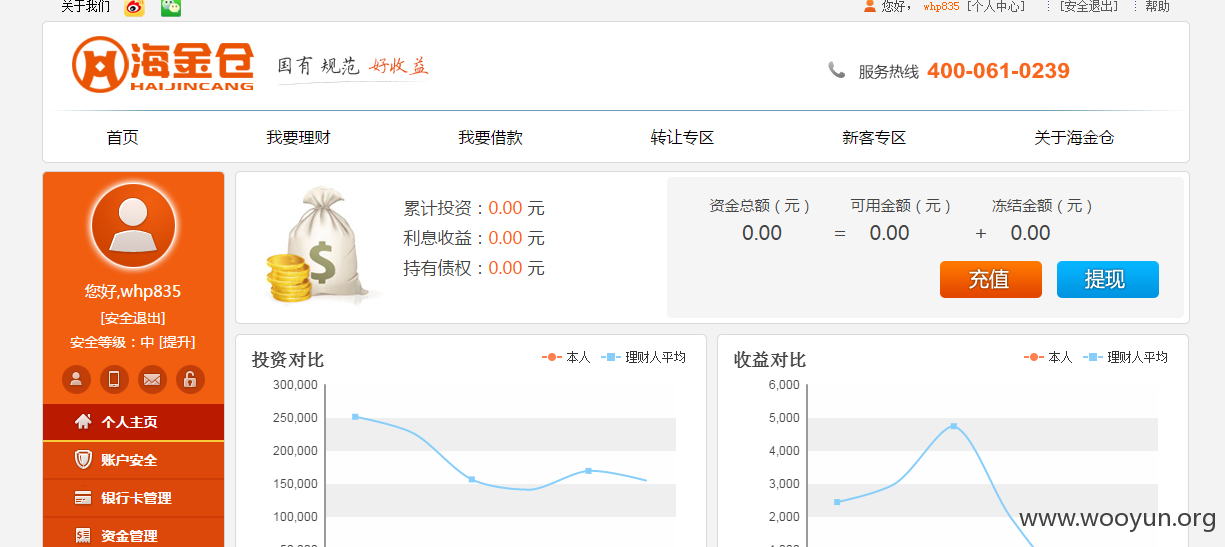 关于我们
您好， whp835 [个人中心] [安全退出] 帮助
海金仓
HAIJINCANG
国有 规范 好收益
服务热线 400-061-0239
首页 我要理财 我要借款 转让专区 新客专区 关于海金仓
您好,whp835
[安全退出]
安全等级：中 [提升]
个人主页
账户安全
银行卡管理
资金管理
累计投资：0.00 元
利息收益：0.00 元
持有债权：0.00 元
资金总额（元） 可用金额（元） 冻结金额（元）
0.00 = 0.00 + 0.00
充值 提现
投资对比 本人 理财人平均
300,000
250,000
200,000
150,000
100,000
收益对比 本人 理财人平均
6,000
5,000
4,000
3,000
2,000
www.wooyun.org